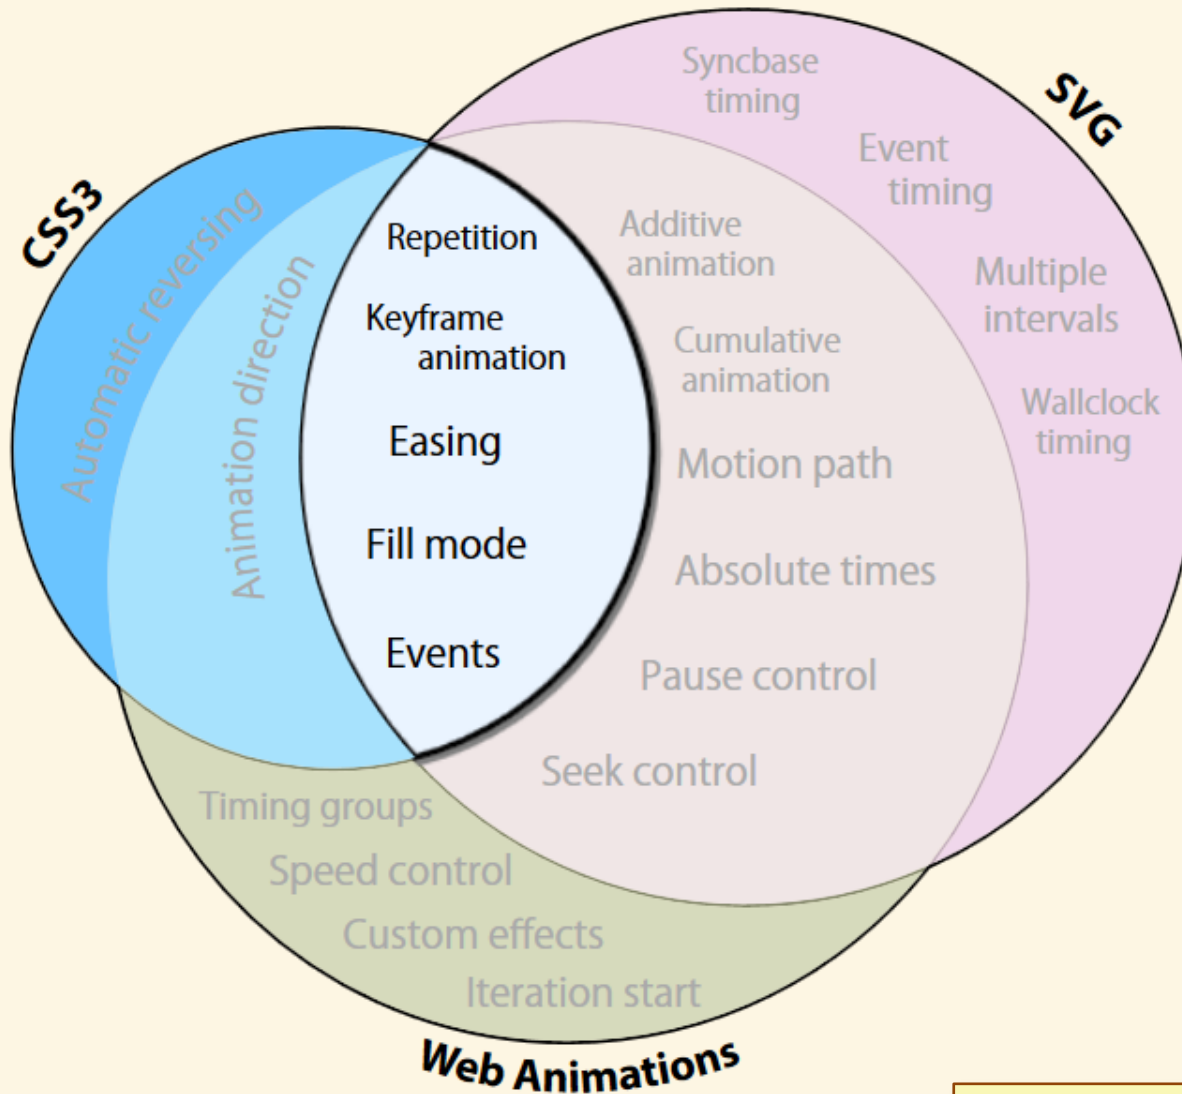 CSS3
SVG
Web Animations
Automatic reversing
Animation direction
Repetition
Keyframe
animation
Easing
Fill mode
Events
Syncbase
timing
Event
timing
Multiple
intervals
Wallclock
timing
Additive
animation
Cumulative
animation
Motion path
Absolute times
Pause control
Seek control
Timing groups
Speed control
Custom effects
Iteration start